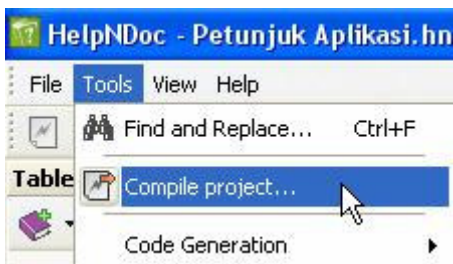 HelpNDoc - Petunjuk Aplikasi.hn
File Tools View Help
Find and Replace... Ctrl+F
Table
Compile project...
Code Generation